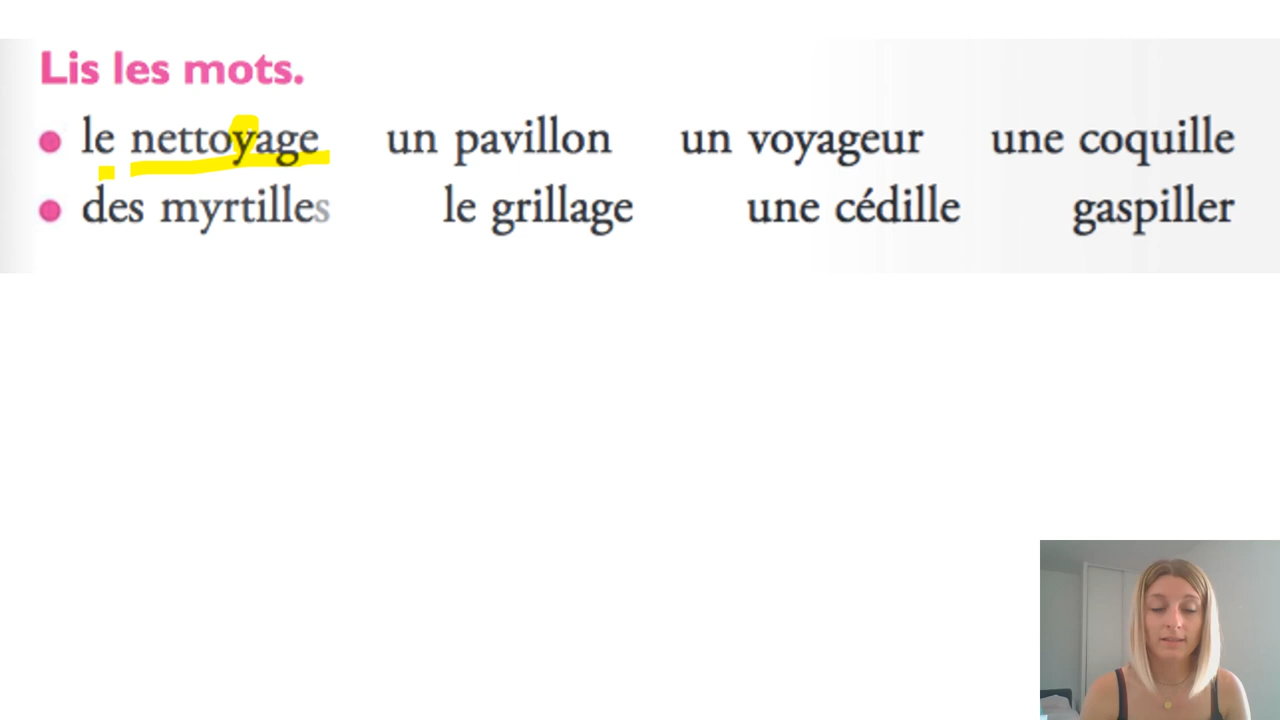 Lis les mots.
le nettoyage un pavillon un voyageur une coquille
des myrtilles le grillage une cédille gaspiller